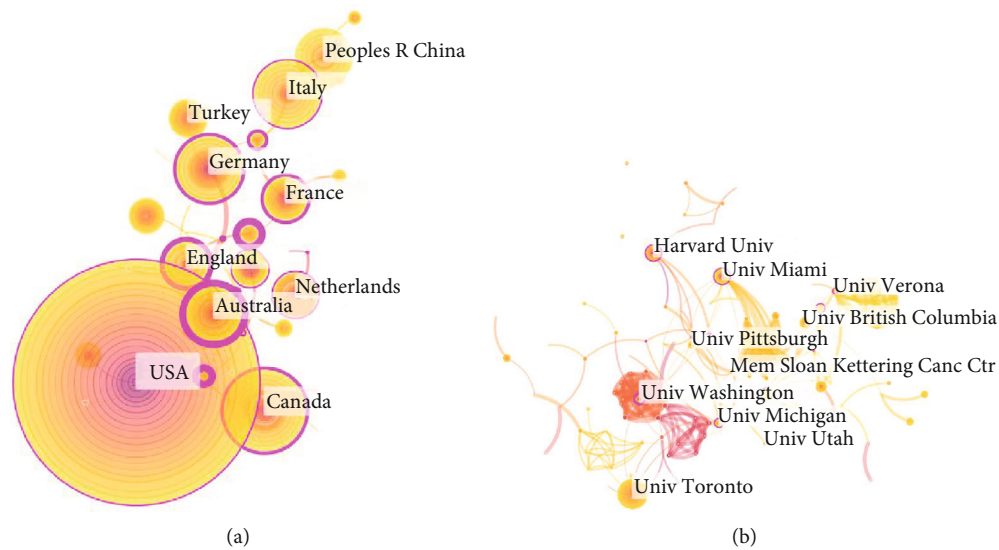 Peoples R China
Italy
Turkey
Germany
France
England
Netherlands
Australia
USA
Canada
(a)
Harvard Univ
Univ Miami
Univ Verona
Univ British Columbia
Univ Pittsburgh
Mem Sloan Kettering Canc Ctr
Univ Washington
Univ Michigan
Univ Utah
Univ Toronto
(b)